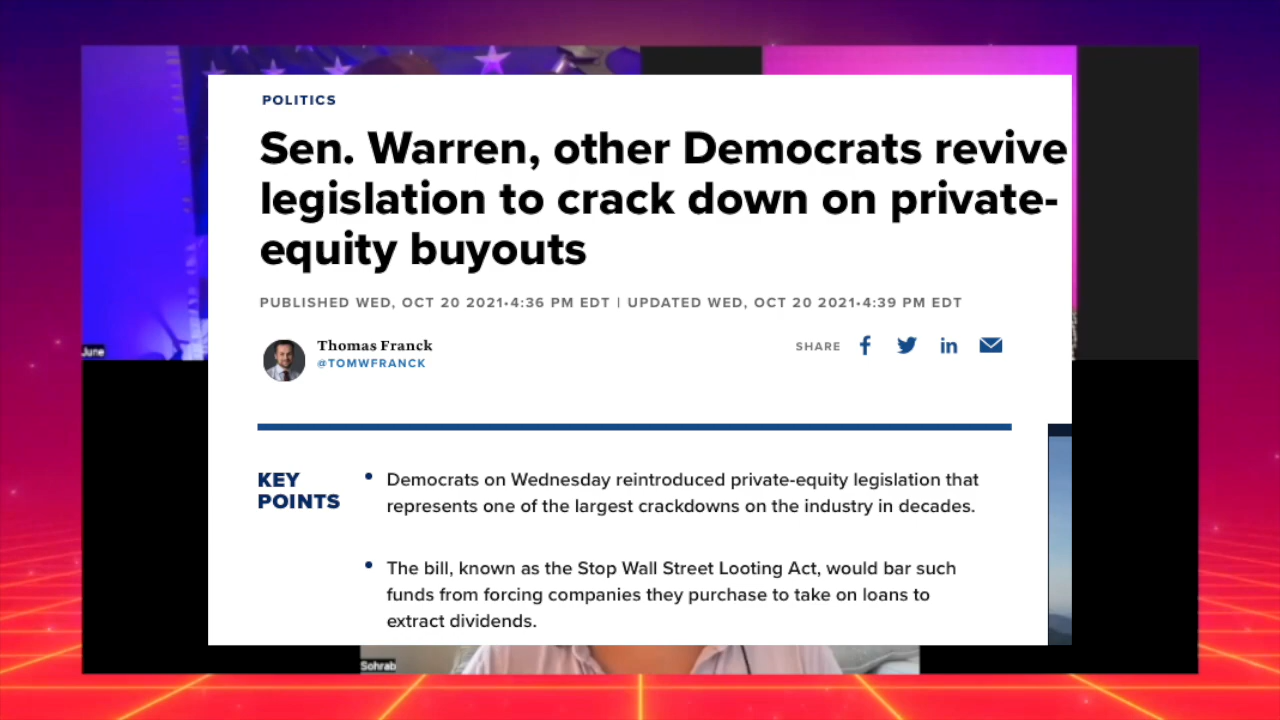 POLITICS
Sen. Warren, other Democrats revive
legislation to crack down on private-
equity buyouts
PUBLISHED WED, OCT 20 2021•4:36 PM EDT | UPDATED WED, OCT 20 2021•4:39 PM EDT
Thomas Franck
@TOMWFRANCK
SHARE
KEY
POINTS
• Democrats on Wednesday reintroduced private-equity legislation that
represents one of the largest crackdowns on the industry in decades.
• The bill, known as the Stop Wall Street Looting Act, would bar such
funds from forcing companies they purchase to take on loans to
extract dividends.
June
Sohrab